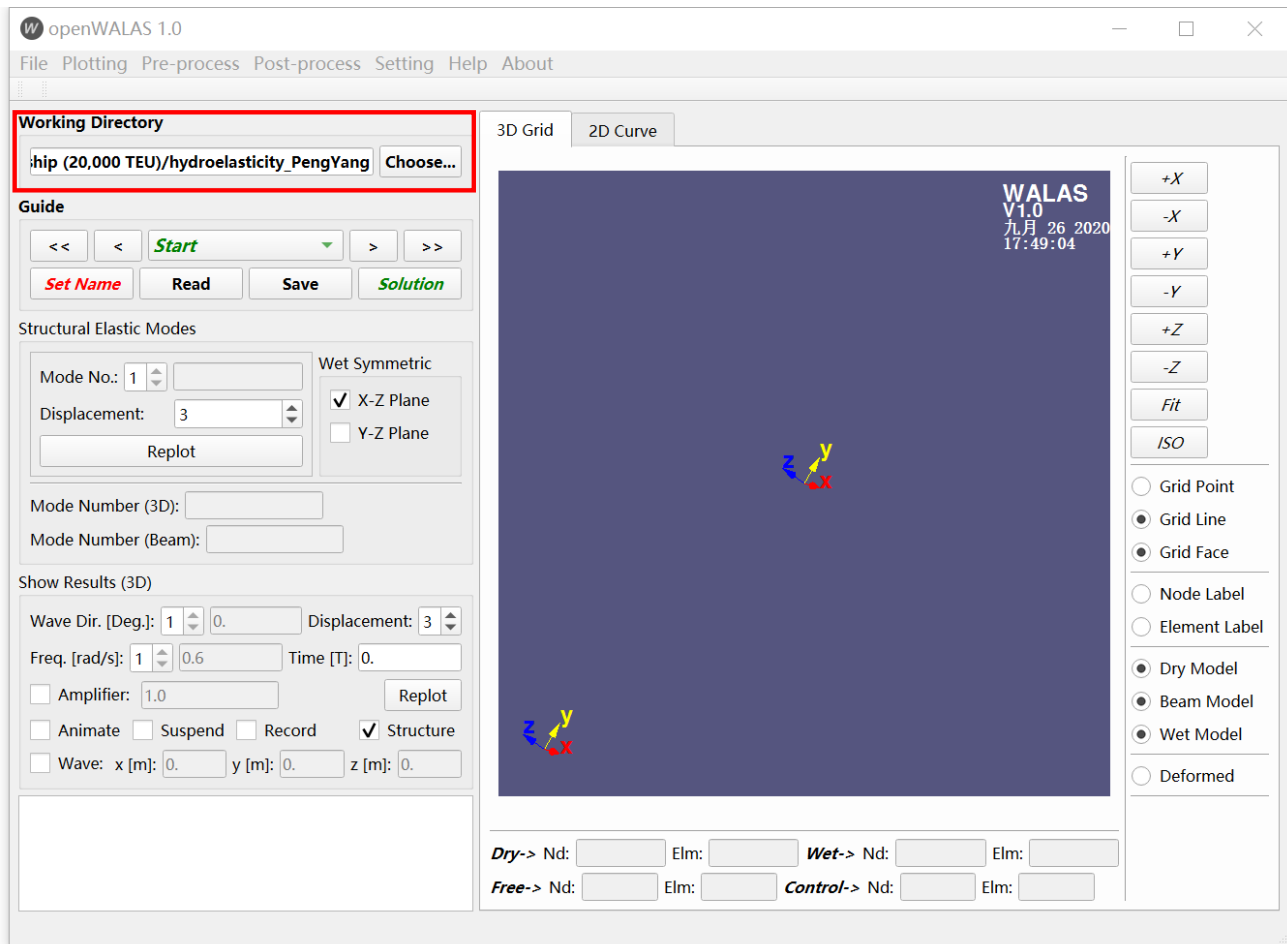 W openWALAS 1.0
File Plotting Pre-process Post-process Setting Help About
Working Directory
ship (20,000 TEU)/hydroelasticity_PengYang Choose...
Guide
<< < Start > >>
Set Name Read Save Solution
Structural Elastic Modes
Mode No.: 1
Displacement: 3
Replot
Wet Symmetric
X-Z Plane
Y-Z Plane
Mode Number (3D):
Mode Number (Beam):
Show Results (3D)
Wave Dir. [Deg.]: 1 0. Displacement: 3
Freq. [rad/s]: 1 0.6 Time [T]: 0.
Amplifier: 1.0 Replot
Animate Suspend Record Structure
Wave: x [m]: 0. y [m]: 0. z [m]: 0.
3D Grid 2D Curve
WALAS
V1.0
九月 26 2020
17:49:04
z y x
z y x
Dry-> Nd: Elm: Wet-> Nd: Elm:
Free-> Nd: Elm: Control-> Nd: Elm:
+X
-X
+Y
-Y
+Z
-Z
Fit
ISO
Grid Point
Grid Line
Grid Face
Node Label
Element Label
Dry Model
Beam Model
Wet Model
Deformed